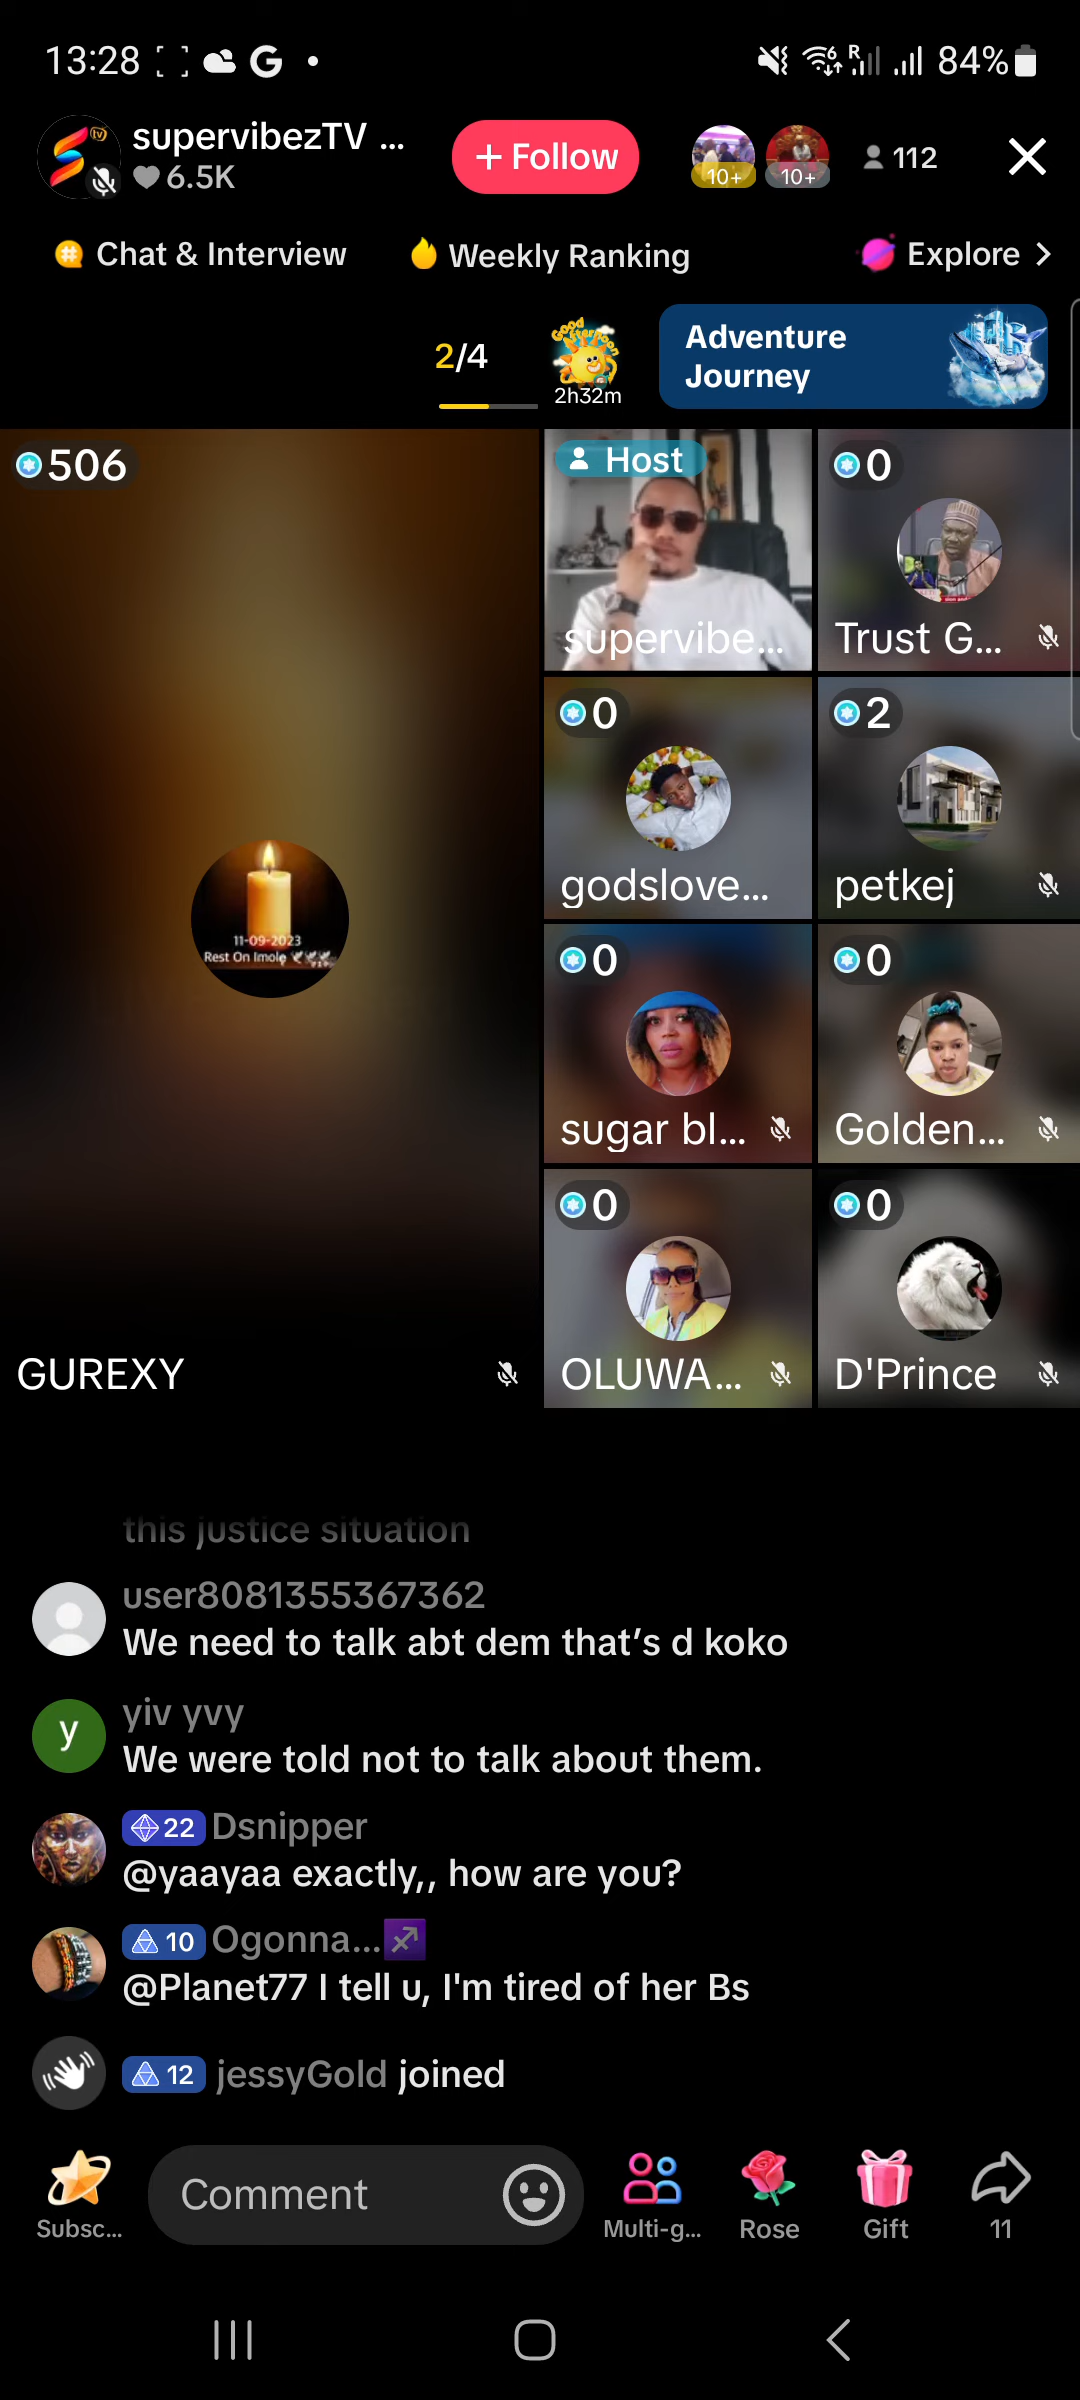 13:28
R
84%
supervibezTV ...
6.5K
+ Follow
10+
10+
112
Chat & Interview
Weekly Ranking
Explore >
2/4
Good Afternoon
2h32m
Adventure
Journey
506
Host
supervibe...
0
Trust G...
0
godslove...
2
petkej
11-09-2023
Rest On Imole
0
sugar bl...
0
Golden...
GUREXY
0
OLUWA...
0
D'Prince
this justice situation
user8081355367362
We need to talk abt dem that’s d koko
y
yiv yvy
We were told not to talk about them.
22 Dsnipper
@yaayaa exactly,, how are you?
10 Ogonna...♐
@Planet77 I tell u, I'm tired of her Bs
12 jessyGold joined
Subsc...
Comment
Multi-g...
Rose
Gift
11